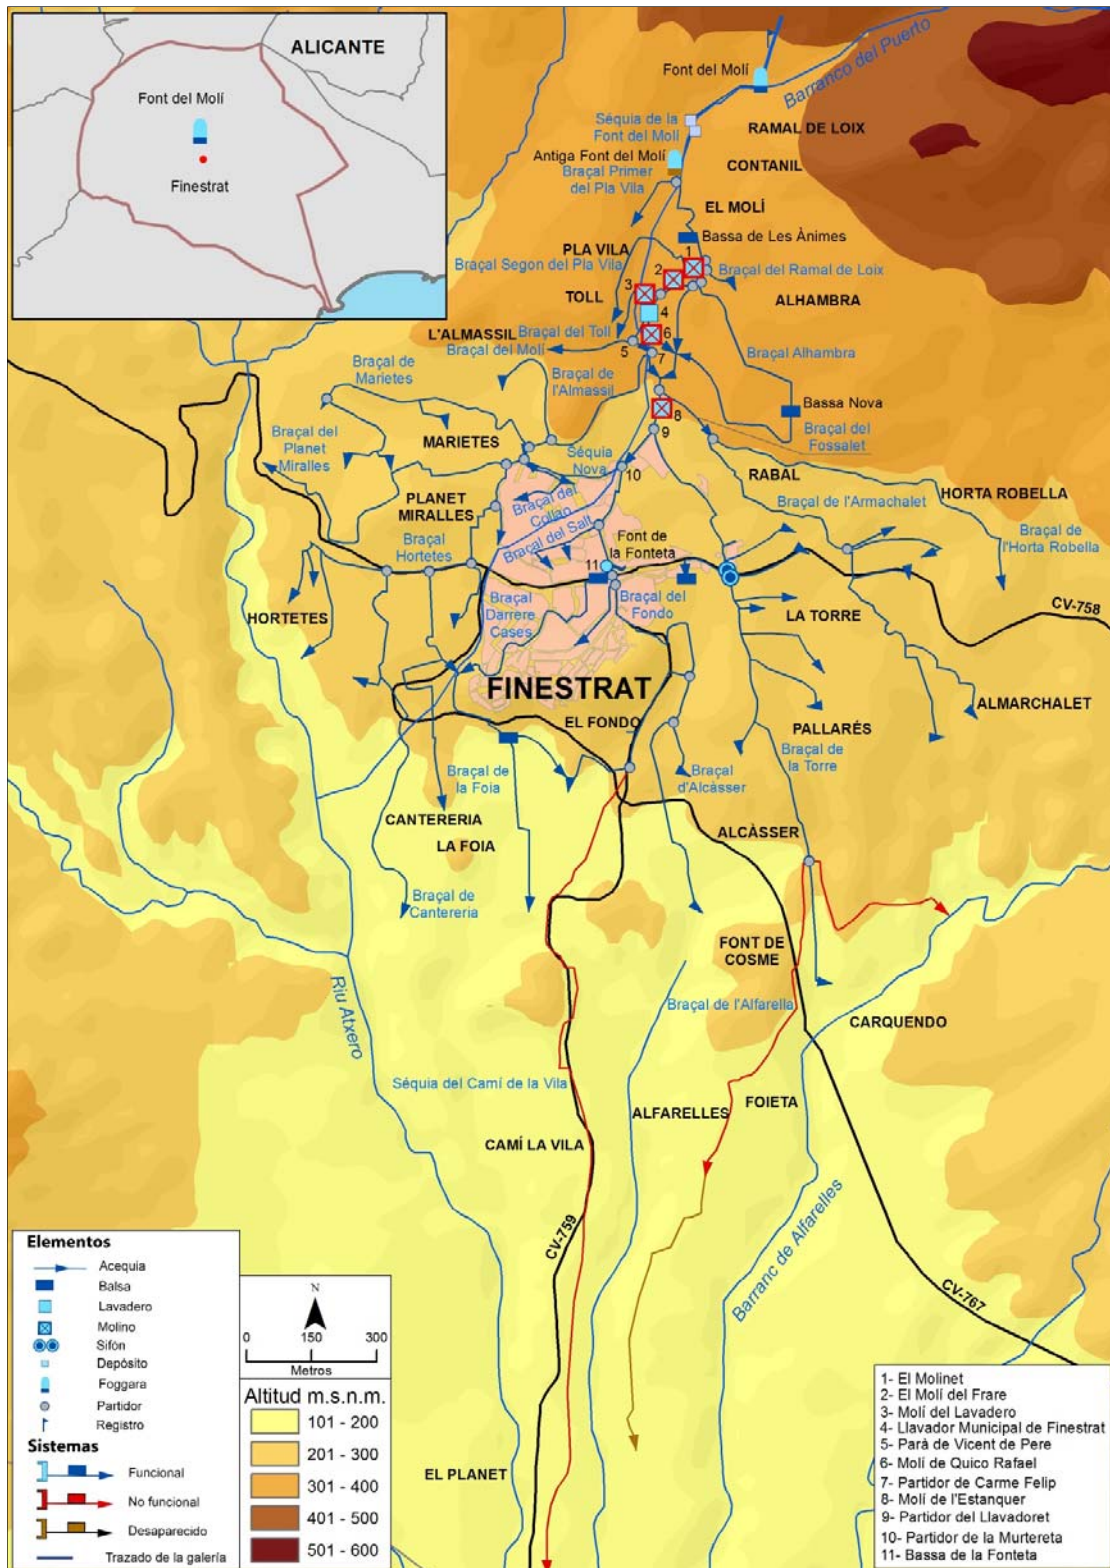 ALICANTE
Font del Molí
Finestrat
Font del Molí
Barranco del Puerto
Séquia de la
Font del Molí
RAMAL DE LOIX
CONTANIL
Antiga Font del Molí
Braçal Primer
del Pla Vila
EL MOLÍ
Bassa de Les Ànimes
PLA VILA
Braçal Segon del Pla Vila
1
2
Braçal del Ramal de Loix
TOLL
3
4
ALHAMBRA
L'ALMASSIL
Braçal del Toll
6
Braçal del Molí
5
7
Braçal Alhambra
Braçal de
Marietes
Braçal de
l'Almassil
Bassa Nova
8
Braçal del
Fossalet
Braçal del
Planet
Miralles
MARIETES
9
Séquia
Nova
10
RABAL
HORTA ROBELLA
PLANET
MIRALLES
Braçal del
Collao
Braçal de l'Armachalet
Braçal de
l'Horta Robella
Braçal del Salt
Braçal
Hortetes
Font de
la Fonteta
11
HORTETES
Braçal
Darrere
Cases
Braçal del
Fondo
LA TORRE
CV-758
FINESTRAT
EL FONDO
ALMARCHALET
PALLARÉS
Braçal de
la Torre
Braçal de
la Foia
Braçal
d'Alcàsser
CANTERERIA
LA FOIA
ALCÀSSER
Braçal de
Cantereria
FONT DE
COSME
Riu Atxero
Braçal de l'Alfarella
CARQUENDO
Séquia del Camí de la Vila
ALFARELLES
FOIETA
CAMÍ LA VILA
CV-759
Barranc de Alfarelles
CV-767
EL PLANET
Elementos
Acequia
Balsa
Lavadero
Molino
Sifón
Depósito
Foggara
Partidor
Registro
Sistemas
Funcional
No funcional
Desaparecido
Trazado de la galería
N
0 150 300
Metros
Altitud m.s.n.m.
101 - 200
201 - 300
301 - 400
401 - 500
501 - 600
1- El Molinet
2- El Molí del Frare
3- Molí del Lavadero
4- Llavador Municipal de Finestrat
5- Parà de Vicent de Pere
6- Molí de Quico Rafael
7- Partidor de Carme Felip
8- Molí de l'Estanquer
9- Partidor del Llavadoret
10- Partidor de la Murtereta
11- Bassa de la Fonteta